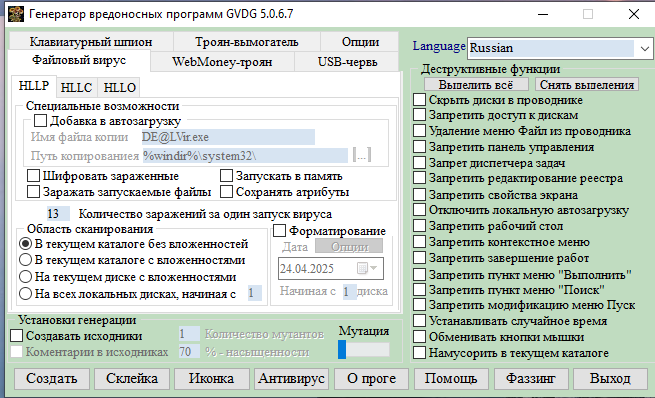 Генератор вредоносных программ GVDG 5.0.6.7
Клавиатурный шпион Троян-вымогатель Опции
Файловый вирус WebMoney-троян USB-червь
HLLP HLLC HLLO
Специальные возможности
Добавка в автозагрузку
Имя файла копии DE@LVir.exe
Путь копированиея %windir%\system32\ [...]
Шифровать зараженные Запускать в память
Заражать запускаемые файлы Сохранять атрибуты
13 Количество заражений за один запуск вируса
Область сканирования
В текущем каталоге без вложенностей
В текущем каталоге с вложенностями
На текущем диске с вложенностями
На всех локальных дисках, начиная с 1
Форматирование
Дата Опции
24.04.2025
Начиная с 1 диска
Установки генерации
Создавать исходники 1 Количество мутантов
Коментарии в исходниках 70 % - насыщенности
Мутация
Language Russian
Деструктивные функции
Выделить всё Снять выделения
Скрыть диски в проводнике
Запретить доступ к дискам
Удаление меню Файл из проводника
Запретить панель управления
Запрет диспетчера задач
Запретить редактирование реестра
Запретить свойства экрана
Отключить локальную автозагрузку
Запретить рабочий стол
Запретить контекстное меню
Запретить завершение работ
Запретить пункт меню "Выполнить"
Запретить пункт меню "Поиск"
Запретить модификацию меню Пуск
Устанавливать случайное время
Обменивать кнопки мышки
Намусорить в текущем каталоге
Создать Склейка Иконка Антивирус О проге Помощь Фаззинг Выход